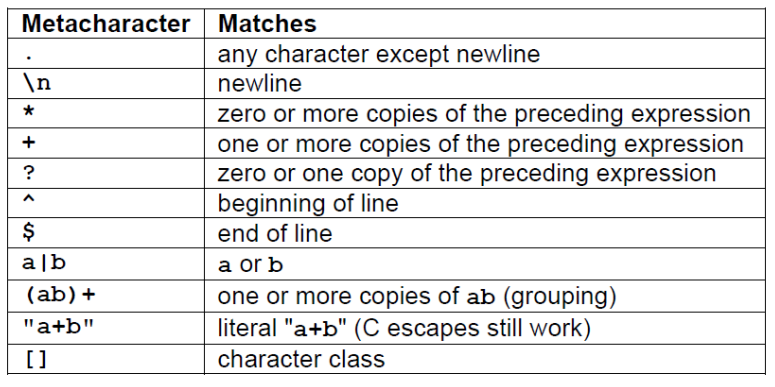 Metacharacter Matches
. any character except newline
\n newline
* zero or more copies of the preceding expression
+ one or more copies of the preceding expression
? zero or one copy of the preceding expression
^ beginning of line
$ end of line
a|b a or b
(ab)+ one or more copies of ab (grouping)
"a+b" literal "a+b" (C escapes still work)
[] character class